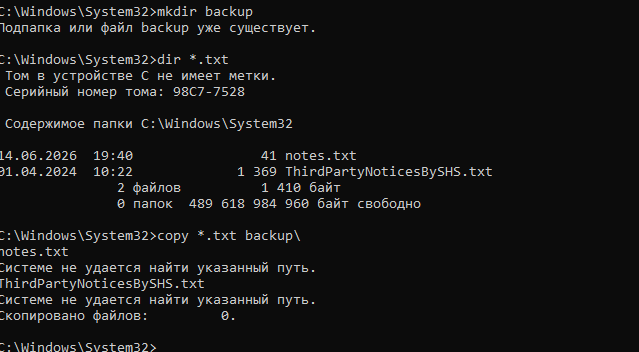 C:\Windows\System32>mkdir backup
Подпапка или файл backup уже существует.
C:\Windows\System32>dir *.txt
Том в устройстве C не имеет метки.
Серийный номер тома: 98C7-7528
Содержимое папки C:\Windows\System32
14.06.2026  19:40                41 notes.txt
01.04.2024  10:22             1 369 ThirdPartyNoticesBySHS.txt
2 файлов          1 410 байт
0 папок  489 618 984 960 байт свободно
C:\Windows\System32>copy *.txt backup\
notes.txt
Системе не удается найти указанный путь.
ThirdPartyNoticesBySHS.txt
Системе не удается найти указанный путь.
Скопировано файлов:         0.
C:\Windows\System32>